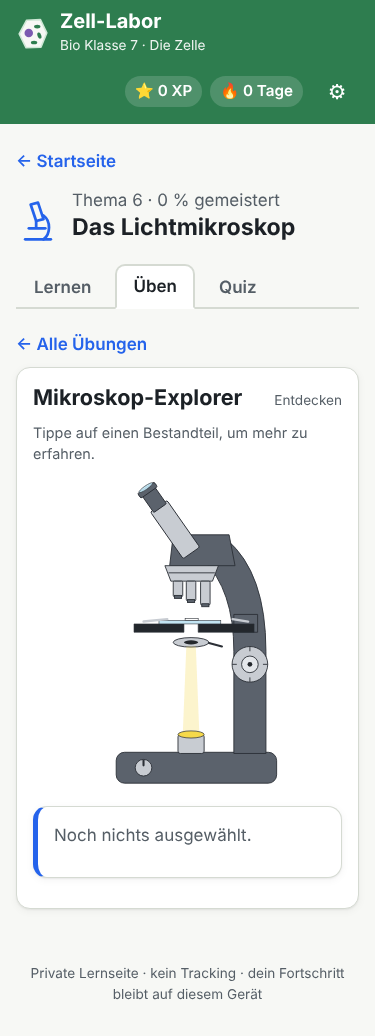 Zell-Labor
Bio Klasse 7 · Die Zelle
⭐ 0 XP
🔥 0 Tage
← Startseite
Thema 6 · 0 % gemeistert
Das Lichtmikroskop
Lernen
Üben
Quiz
← Alle Übungen
Mikroskop-Explorer
Entdecken
Tippe auf einen Bestandteil, um mehr zu
erfahren.
Noch nichts ausgewählt.
Private Lernseite · kein Tracking · dein Fortschritt
bleibt auf diesem Gerät